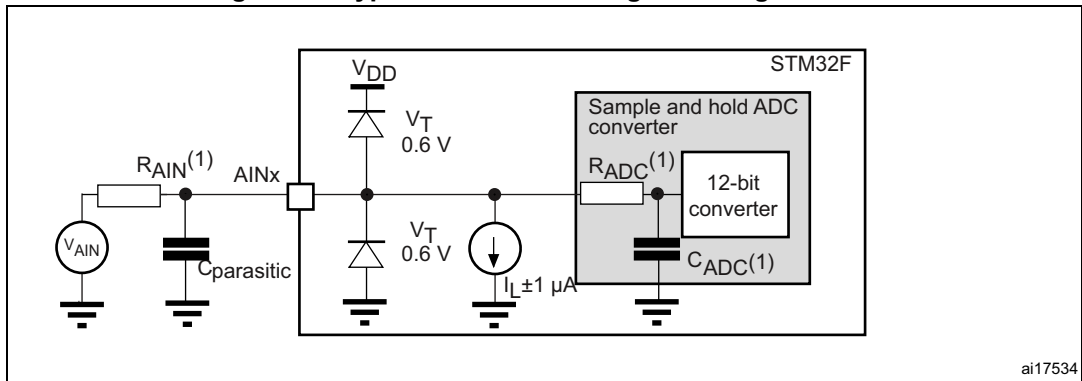 STM32F
VDD
Sample and hold ADC
converter
VT
0.6 V
RAIN(1)
AINx
RADC(1)
12-bit
converter
VAIN
Cparasitic
VT
0.6 V
IL±1 µA
CADC(1)
ai17534